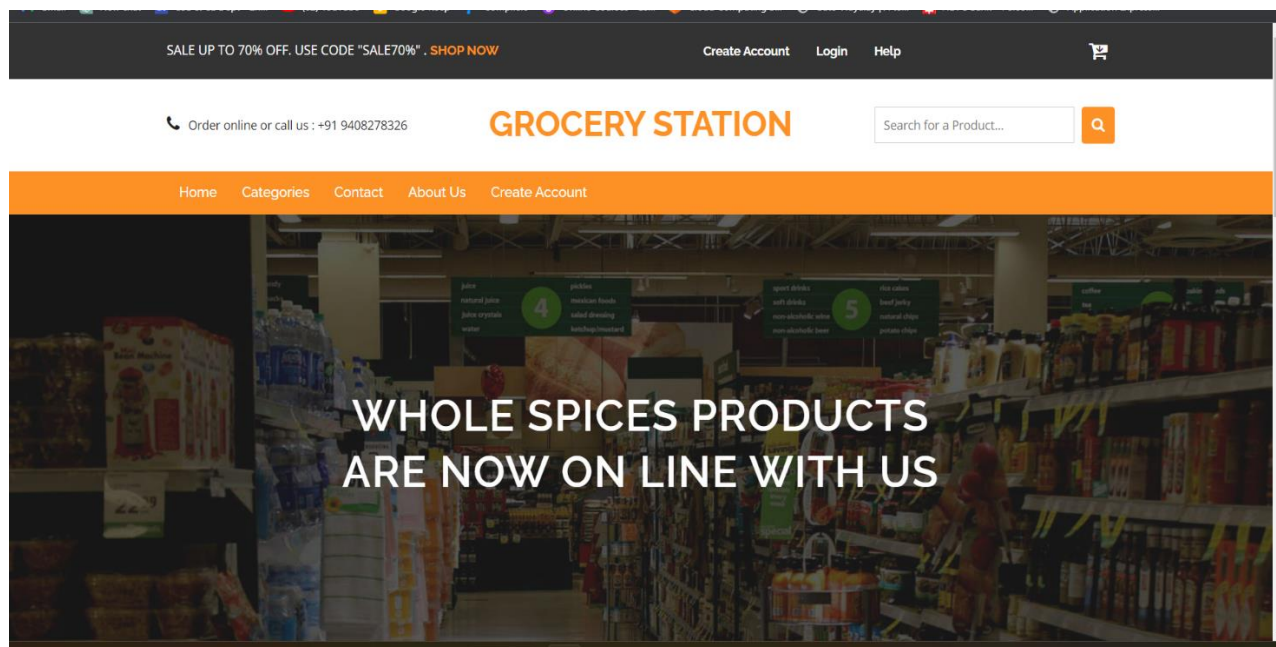 SALE UP TO 70% OFF. USE CODE "SALE70%" . SHOP NOW
Create Account Login Help
Order online or call us : +91 9408278326
GROCERY STATION
Search for a Product...
Home Categories Contact About Us Create Account
juice
natural juice
juice crystals
water
4
pickles
mexican foods
salad dressing
ketchup/mustard
sport drinks
soft drinks
non-alcoholic wine
non-alcoholic beer
5
rice cakes
beef jerky
natural chips
potato chips
coffee
tea
Bean Machine
WHOLE SPICES PRODUCTS
ARE NOW ON LINE WITH US